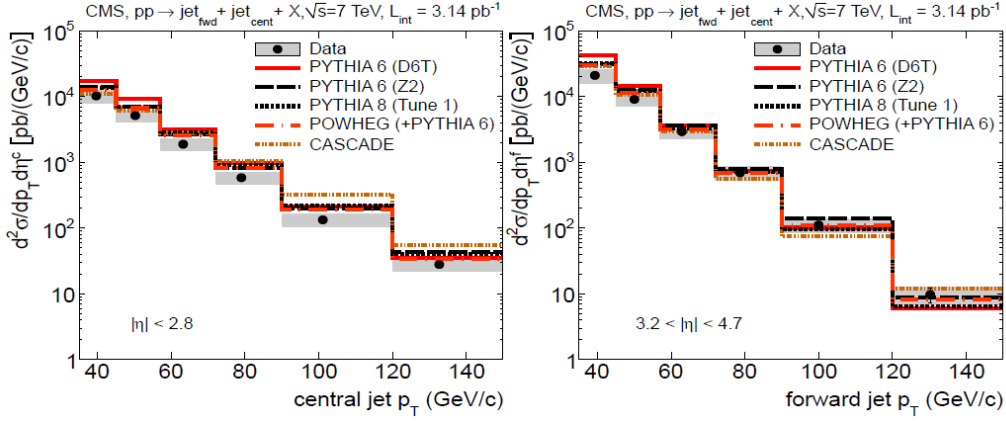 CMS, pp → jet_fwd + jet_cent + X, √s=7 TeV, L_int = 3.14 pb⁻¹
d²σ/dp_T dηᶜ [pb/(GeV/c)]
10⁵
10⁴
10³
10²
10
1
Data
PYTHIA 6 (D6T)
PYTHIA 6 (Z2)
PYTHIA 8 (Tune 1)
POWHEG (+PYTHIA 6)
CASCADE
|η| < 2.8
40 60 80 100 120 140
central jet p_T (GeV/c)
CMS, pp → jet_fwd + jet_cent + X, √s=7 TeV, L_int = 3.14 pb⁻¹
d²σ/dp_T dηᶠ [pb/(GeV/c)]
10⁵
10⁴
10³
10²
10
1
Data
PYTHIA 6 (D6T)
PYTHIA 6 (Z2)
PYTHIA 8 (Tune 1)
POWHEG (+PYTHIA 6)
CASCADE
3.2 < |η| < 4.7
40 60 80 100 120 140
forward jet p_T (GeV/c)